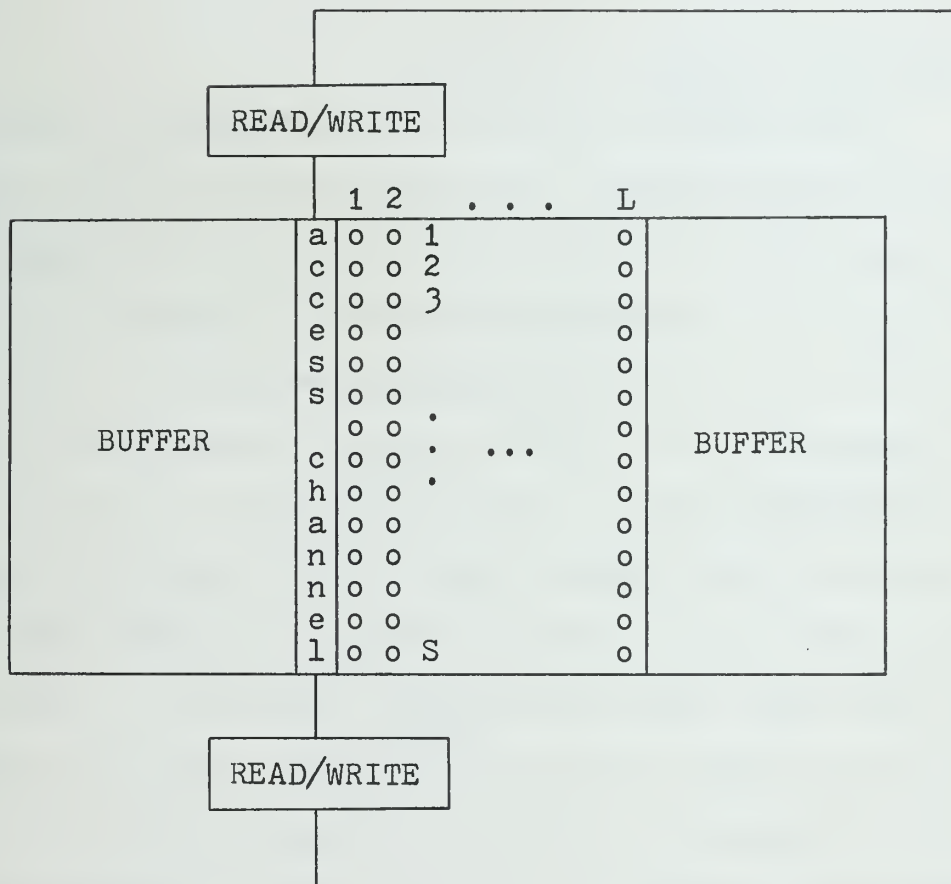 READ/WRITE
1 2 . . . L
a o o 1 o
c o o 2 o
c o o 3 o
e o o o
s o o o
s o o o
o o . o
BUFFER c o o . ... o BUFFER
h o o . o
a o o o
n o o o
n o o o
e o o o
l o o S o
READ/WRITE